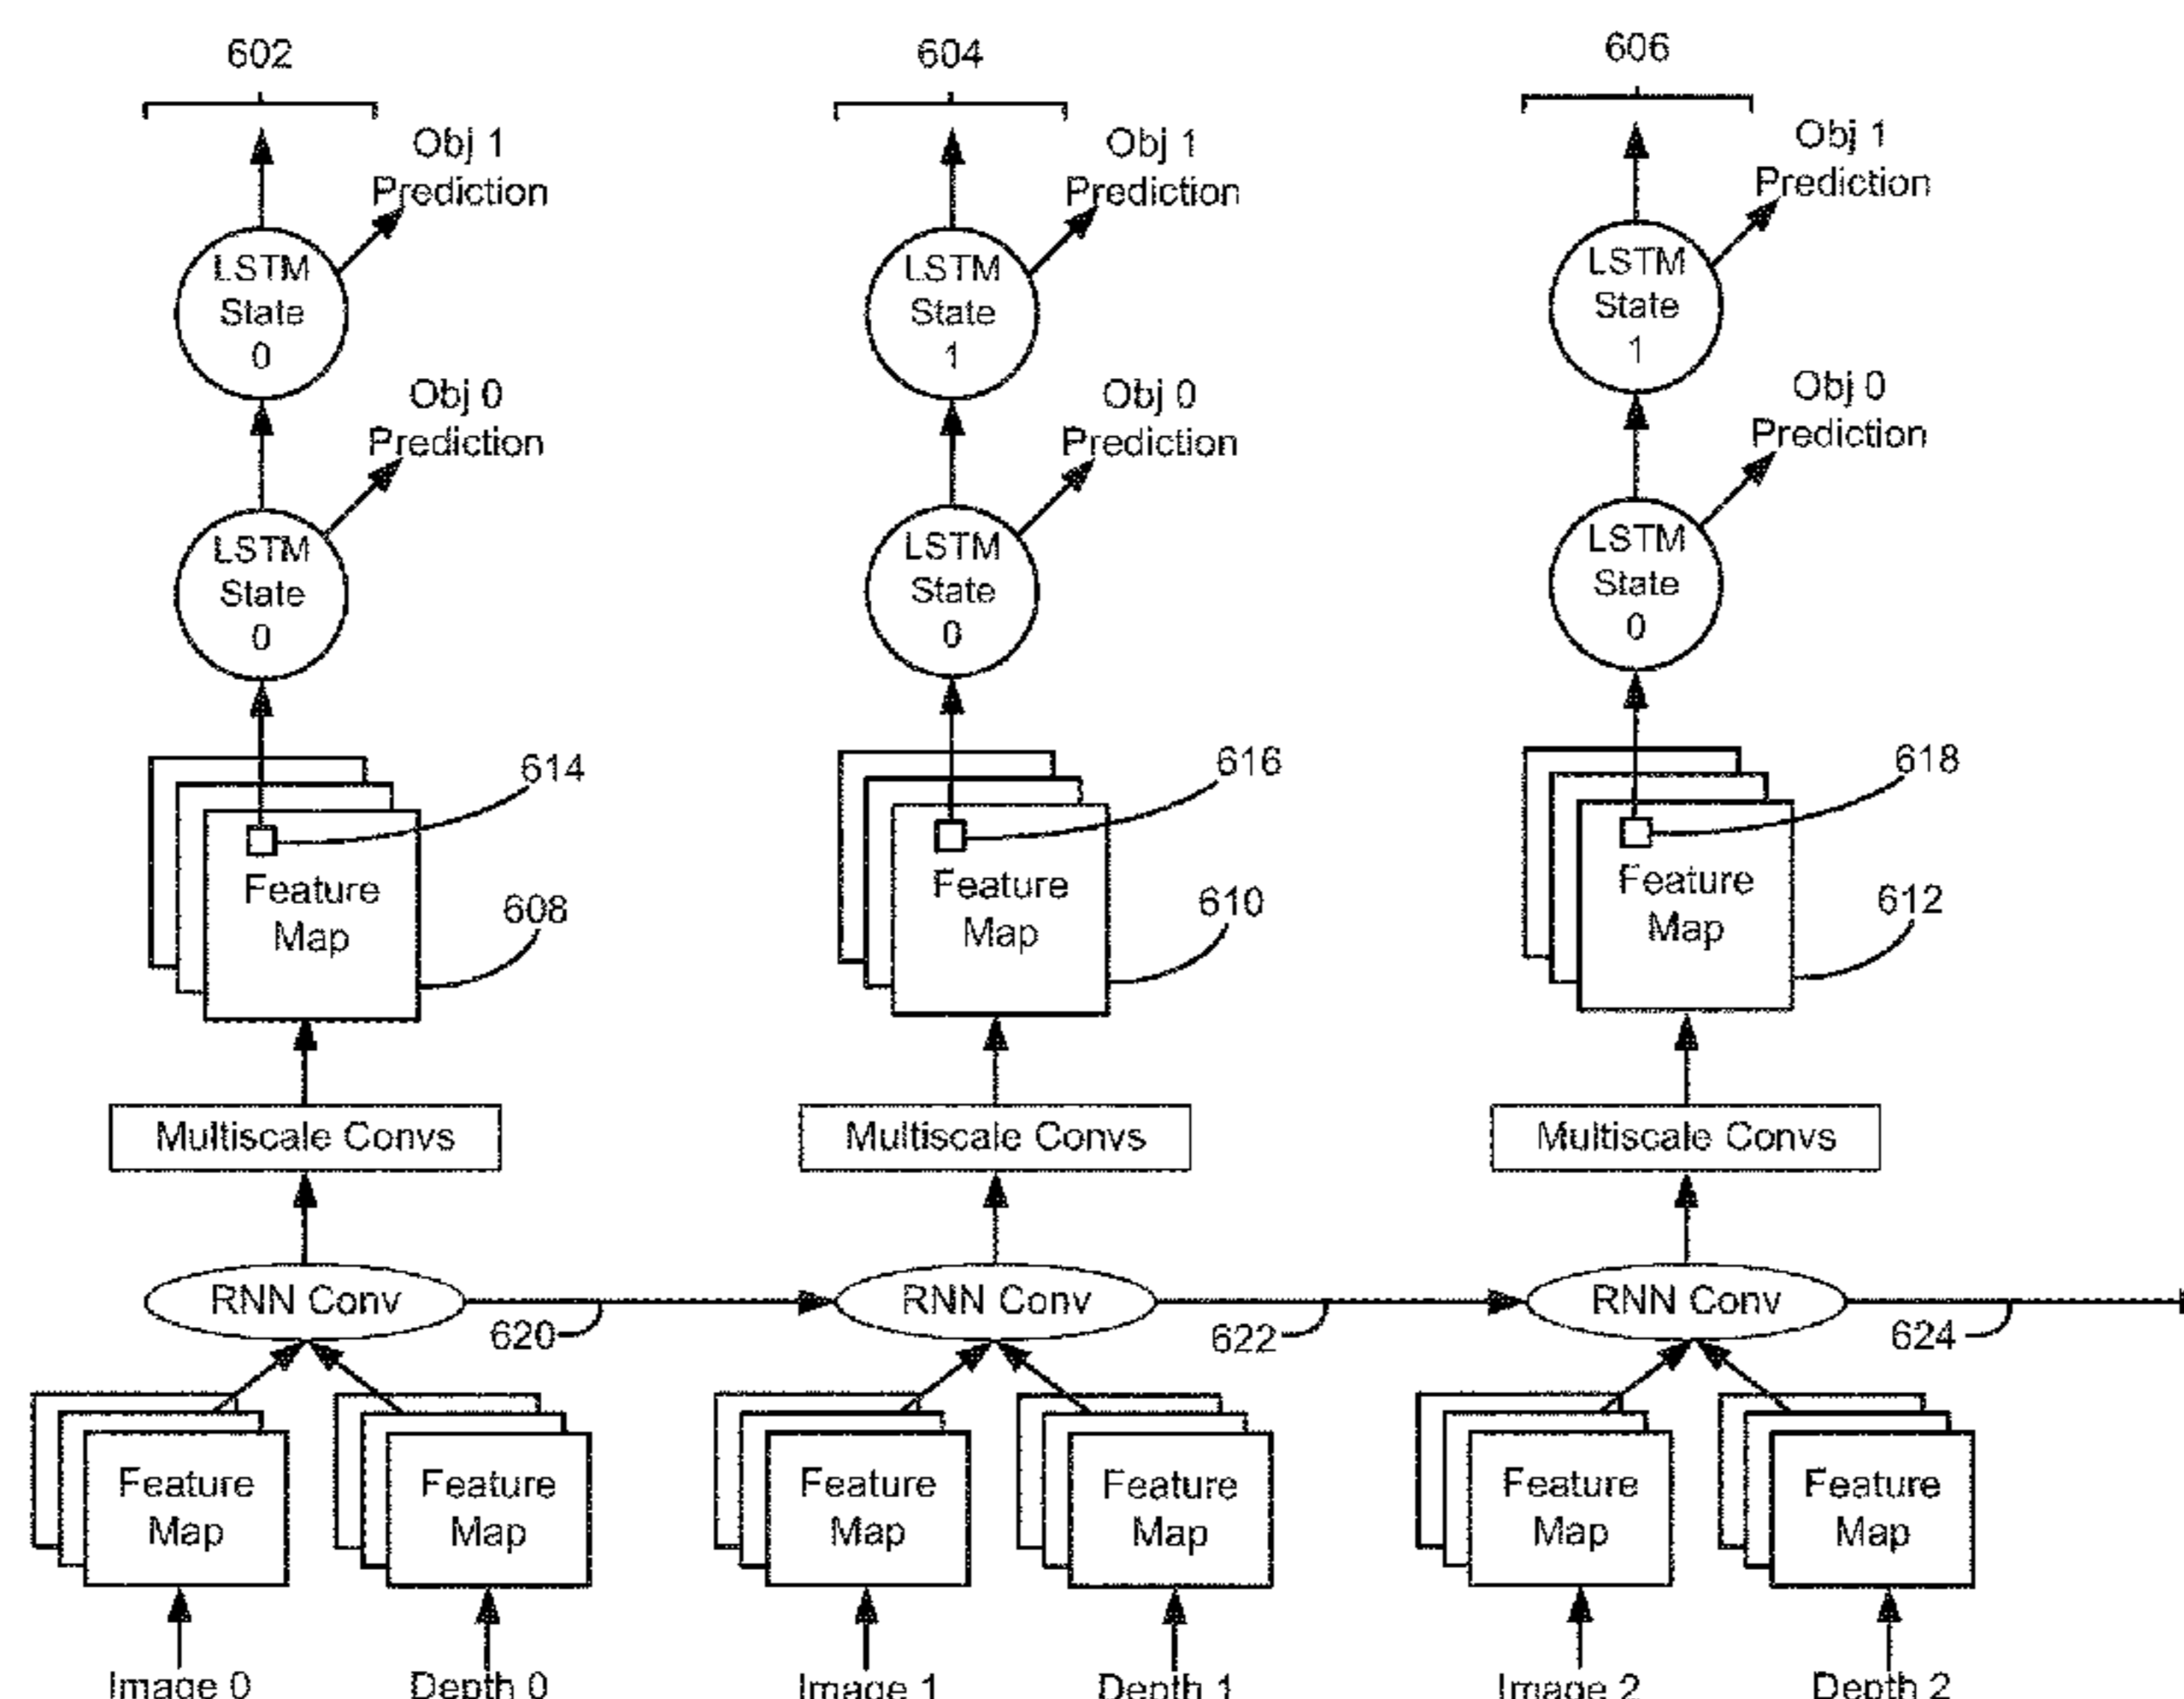 602
604
606
Obj 1
Prediction
Obj 1
Prediction
Obj 1
Prediction
LSTM
State
0
LSTM
State
1
LSTM
State
1
Obj 0
Prediction
Obj 0
Prediction
Obj 0
Prediction
LSTM
State
0
LSTM
State
0
LSTM
State
0
614
616
618
Feature
Map
608
Feature
Map
610
Feature
Map
612
Multiscale Convs
Multiscale Convs
Multiscale Convs
RNN Conv
RNN Conv
RNN Conv
620
622
624
Feature
Map
Feature
Map
Feature
Map
Feature
Map
Feature
Map
Feature
Map
Image 0
Depth 0
Image 1
Depth 1
Image 2
Depth 2